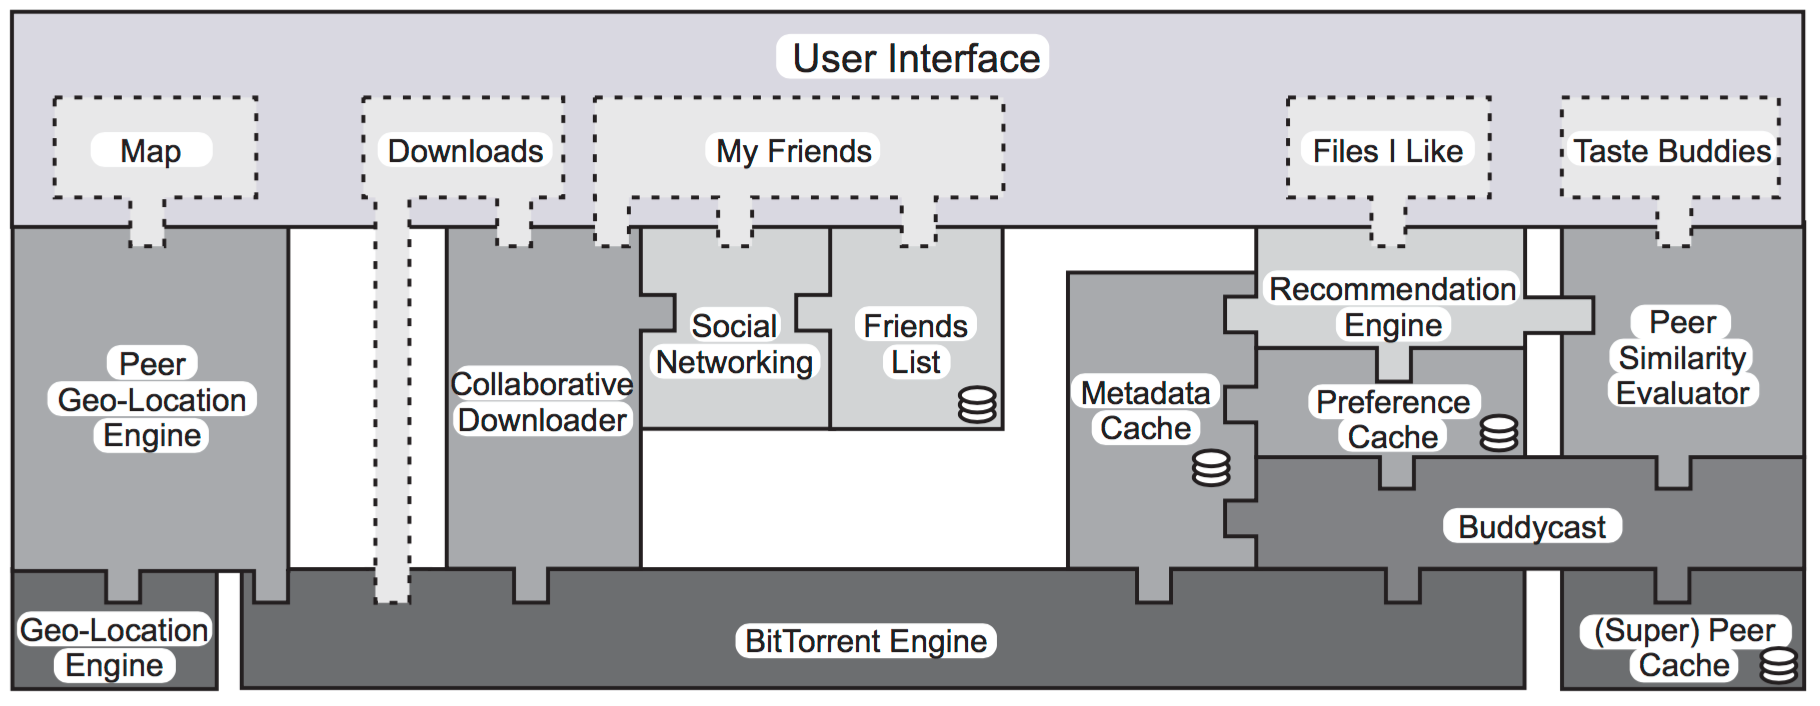 User Interface
Map
Downloads
My Friends
Files I Like
Taste Buddies
Peer
Geo-Location
Engine
Collaborative
Downloader
Social
Networking
Friends
List
Metadata
Cache
Recommendation
Engine
Preference
Cache
Peer
Similarity
Evaluator
Buddycast
Geo-Location
Engine
BitTorrent Engine
(Super) Peer
Cache